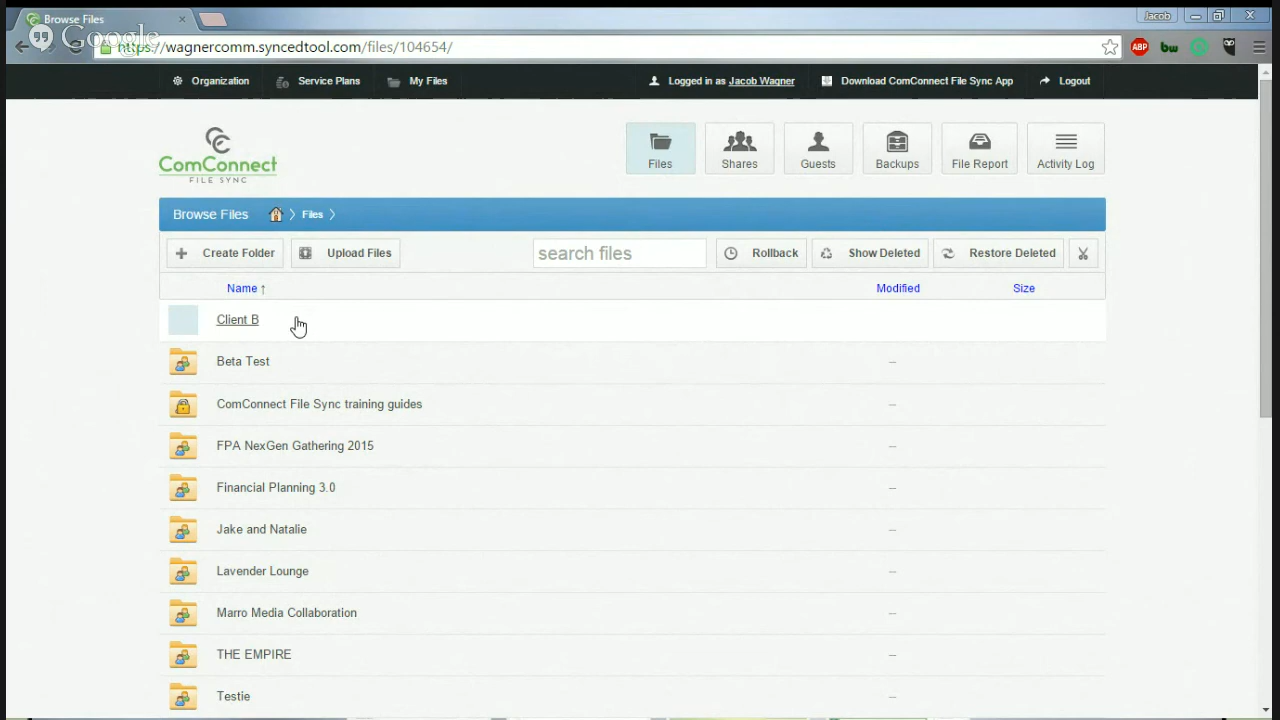 Browse Files
Jacob
Google
https://wagnercomm.syncedtool.com/files/104654/
ABP
bw
Organization
Service Plans
My Files
Logged in as Jacob Wagner
Download ComConnect File Sync App
Logout
ComConnect
FILE SYNC
Files
Shares
Guests
Backups
File Report
Activity Log
Browse Files
Files
Create Folder
Upload Files
search files
Rollback
Show Deleted
Restore Deleted
Name ↑
Modified
Size
Client B
Beta Test
--
ComConnect File Sync training guides
--
FPA NexGen Gathering 2015
--
Financial Planning 3.0
--
Jake and Natalie
--
Lavender Lounge
--
Marro Media Collaboration
--
THE EMPIRE
--
Testie
--